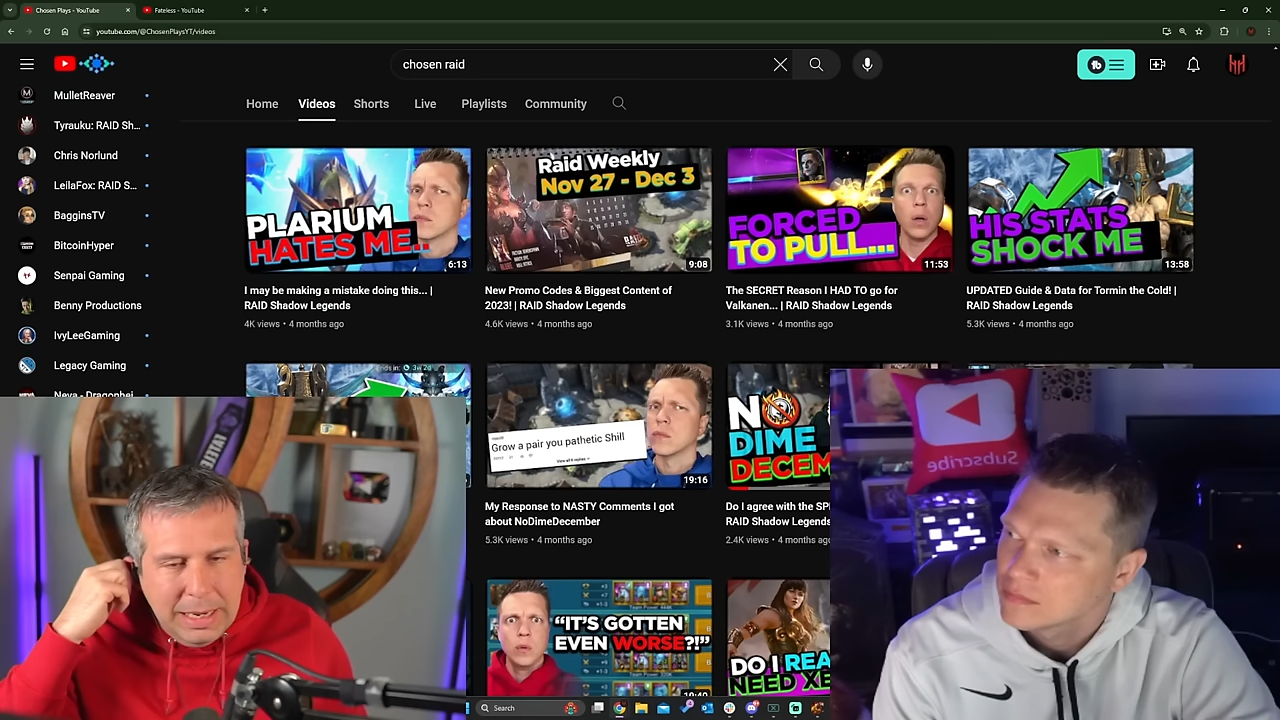 Chosen Plays - YouTube
Fateless - YouTube
youtube.com/@ChosenPlaysYT/videos
chosen raid
Home
Videos
Shorts
Live
Playlists
Community
MulletReaver
Tyrauku: RAID Sh...
Chris Norlund
LellaFox: RAID S...
BagginsTV
BitcoinHyper
Senpai Gaming
Benny Productions
IvyLeeGaming
Legacy Gaming
PLARIUM
HATES ME..
6:13
Raid Weekly
Nov 27 - Dec 3
9:08
FORCED
TO PULL...
11:53
HIS STATS
SHOCK ME
13:58
I may be making a mistake doing this... |
RAID Shadow Legends
4K views • 4 months ago
New Promo Codes & Biggest Content of
2023! | RAID Shadow Legends
4.6K views • 4 months ago
The SECRET Reason I HAD TO go for
Valkanen... | RAID Shadow Legends
3.1K views • 4 months ago
UPDATED Guide & Data for Tormin the Cold! |
RAID Shadow Legends
5.3K views • 4 months ago
Grow a pair you pathetic Shill
19:16
NO
DIME
DECEM
My Response to NASTY Comments I got
about NoDimeDecember
5.3K views • 4 months ago
Do I agree with the SP
RAID Shadow Legends
2.4K views • 4 months ago
"IT'S GOTTEN
EVEN WORSE?!"
DO I REA
NEED XE
Subscribe
Search